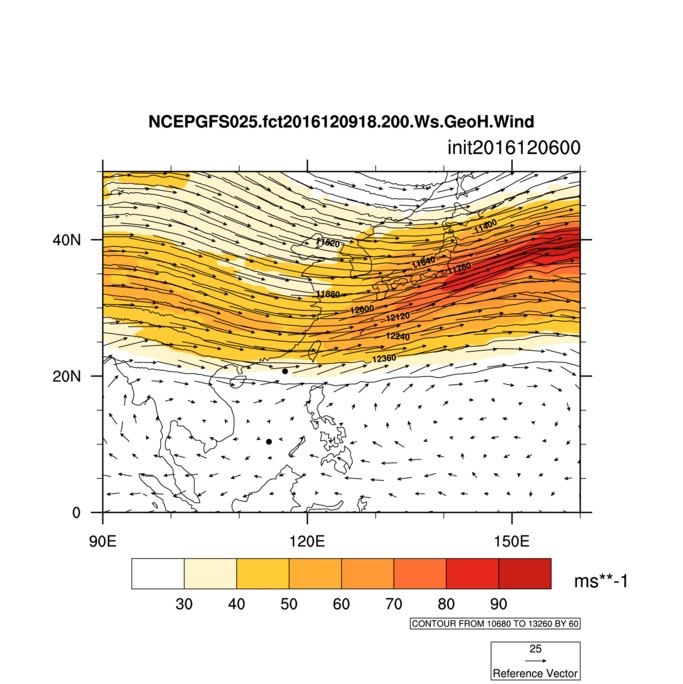 NCEPGFS025.fct2016120918.200.Ws.GeoH.Wind
init2016120600
40N
20N
0
90E 120E 150E
11520
11400
11640
11760
11880
12000
12120
12240
12360
30 40 50 60 70 80 90
ms**-1
CONTOUR FROM 10680 TO 13260 BY 60
25
Reference Vector